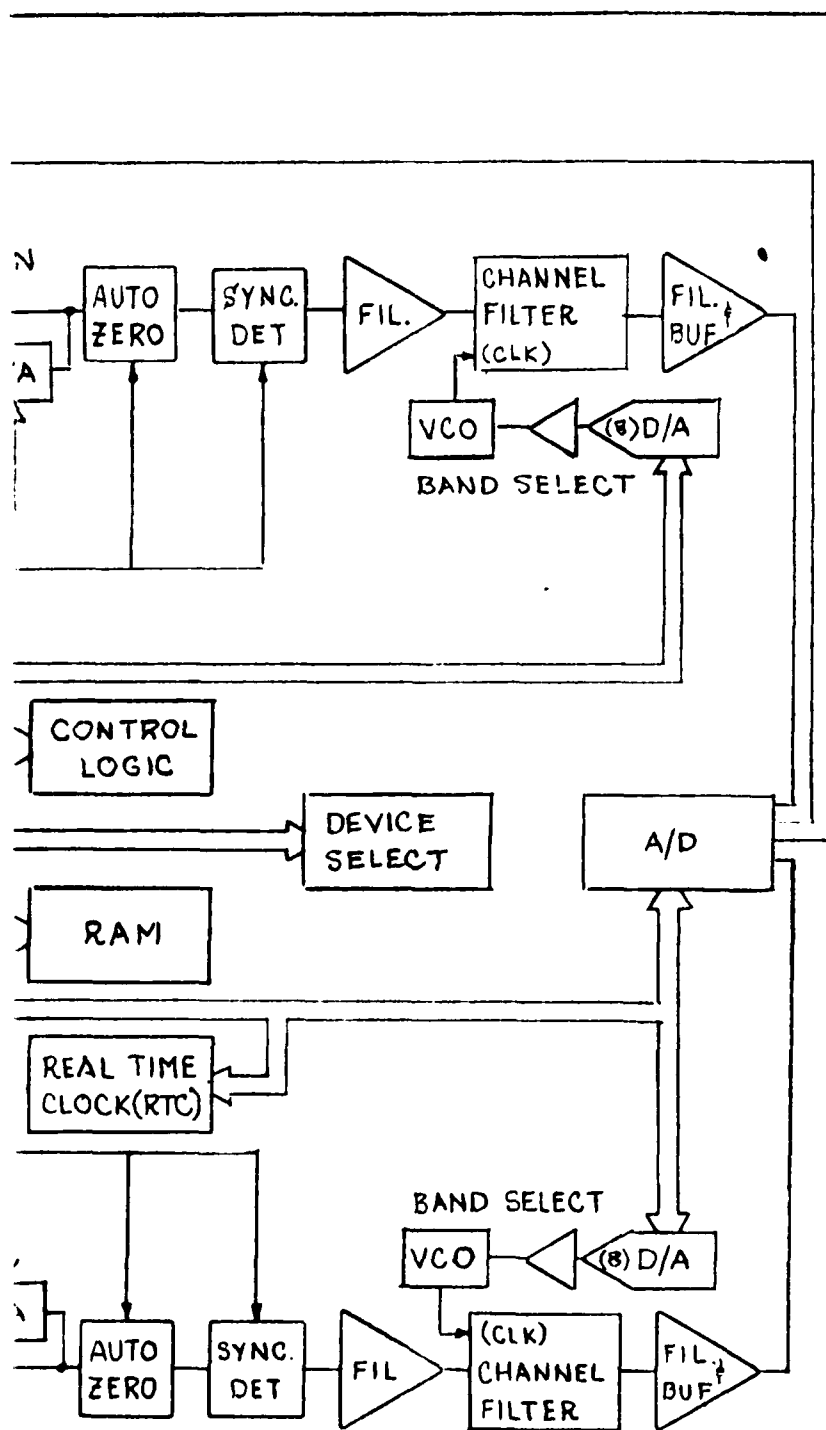 N
AUTO
ZERO
SYNC.
DET
FIL.
CHANNEL
FILTER
(CLK)
FIL. &
BUF
A
VCO
(8) D/A
BAND SELECT
CONTROL
LOGIC
DEVICE
SELECT
A/D
RAM
REAL TIME
CLOCK(RTC)
BAND SELECT
VCO
(8) D/A
A
AUTO
ZERO
SYNC.
DET
FIL
(CLK)
CHANNEL
FILTER
FIL. &
BUF